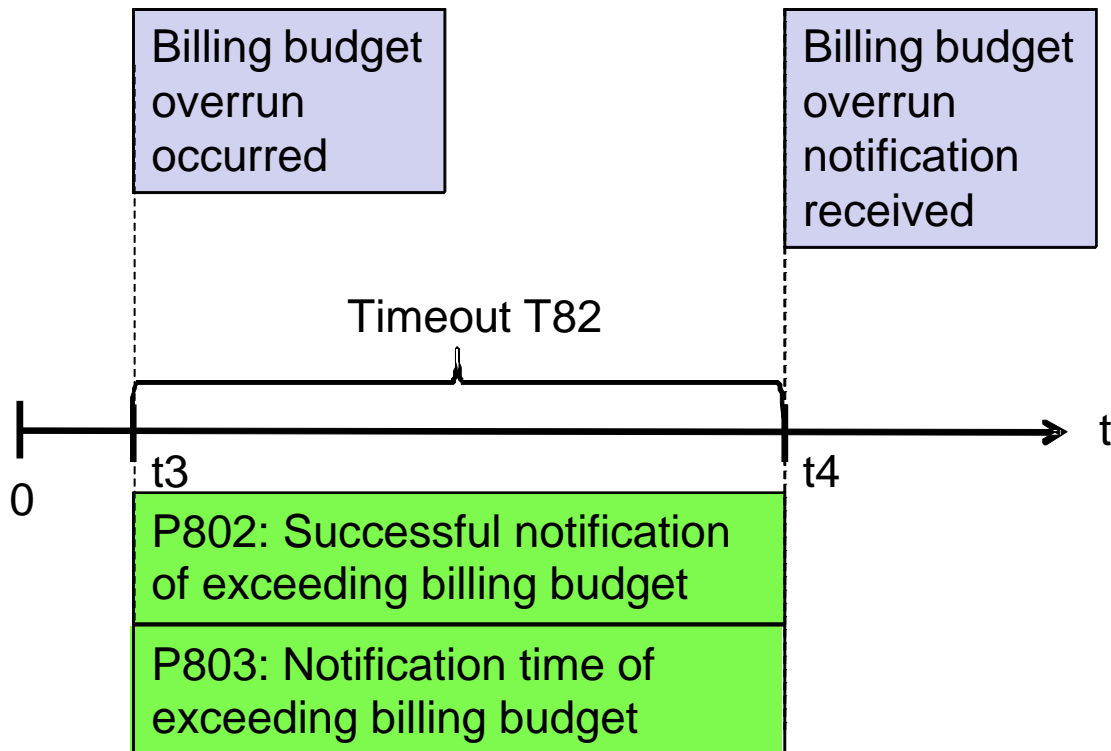 Billing budget
overrun
occurred
Billing budget
overrun
notification
received
Timeout T82
t
t3
t4
0
P802: Successful notification
of exceeding billing budget
P803: Notification time of
exceeding billing budget